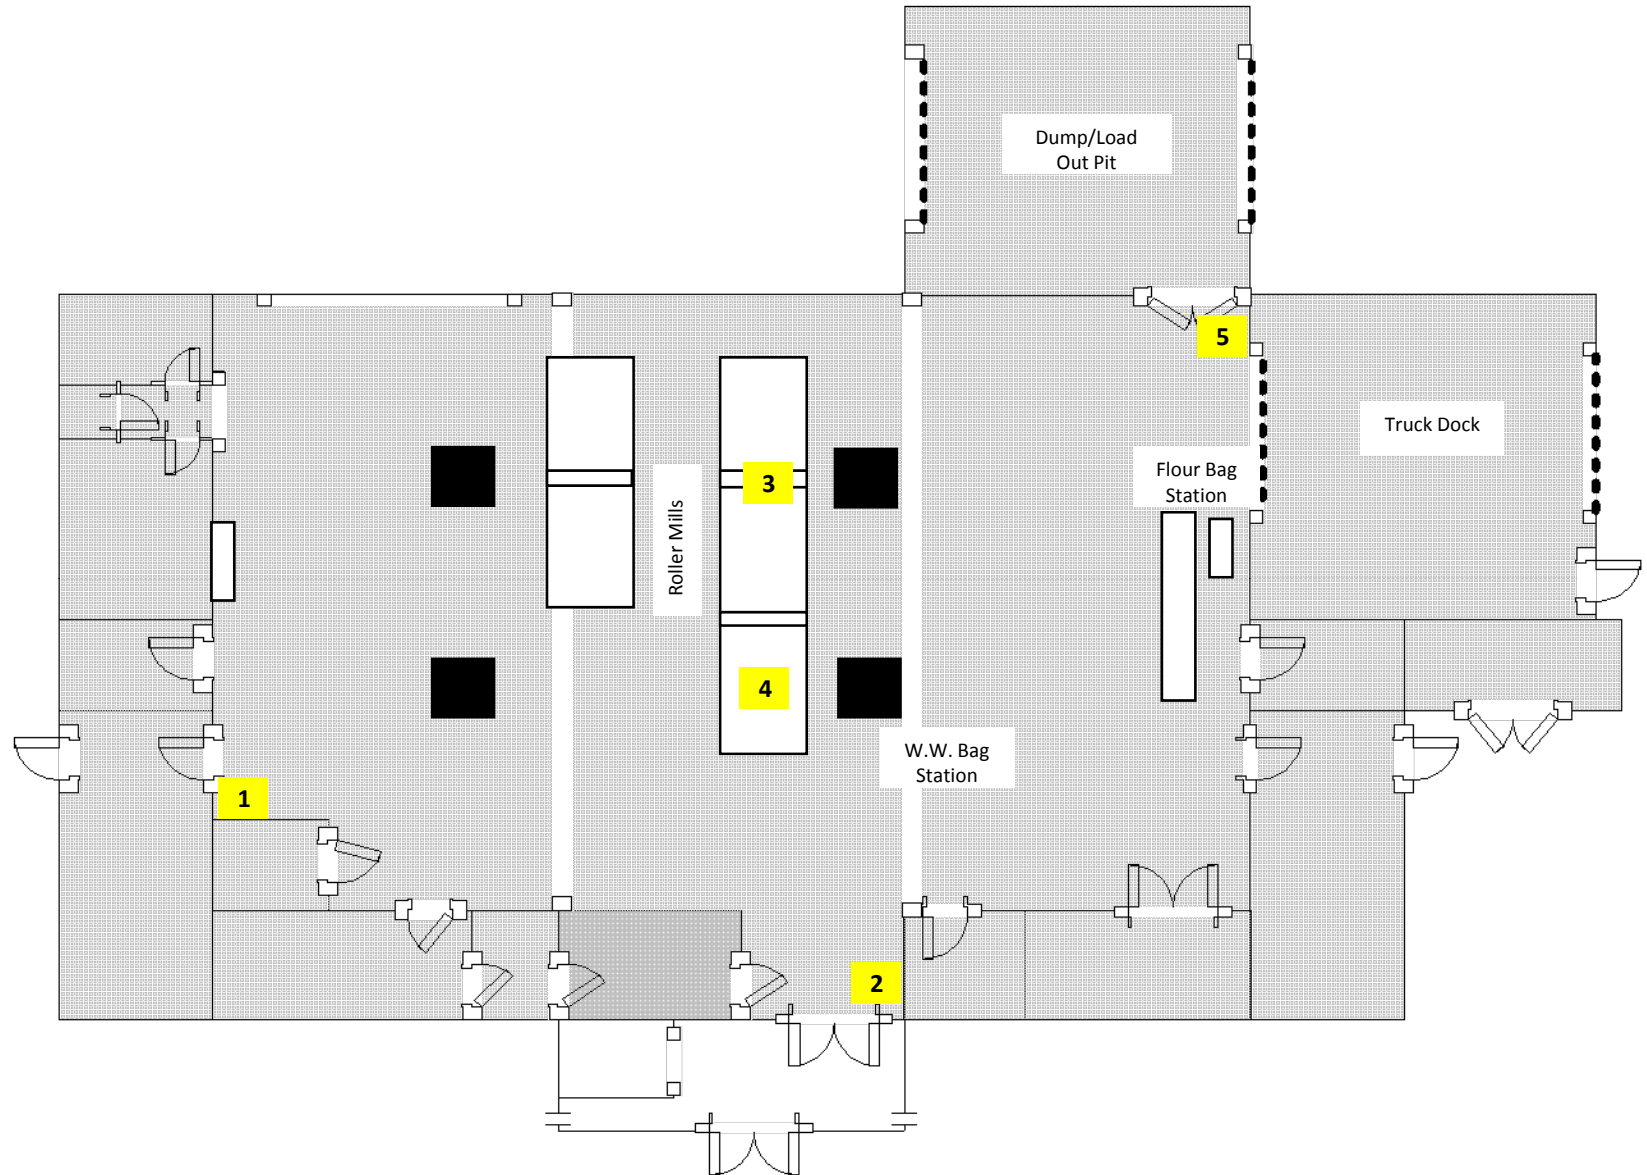 Dump/Load
Out Pit
5
Truck Dock
Flour Bag
Station
3
Roller Mills
4
W.W. Bag
Station
1
2